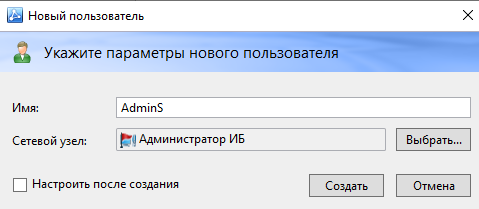 Новый пользователь
Укажите параметры нового пользователя
Имя: AdminS
Сетевой узел: Администратор ИБ Выбрать...
Настроить после создания Создать Отмена